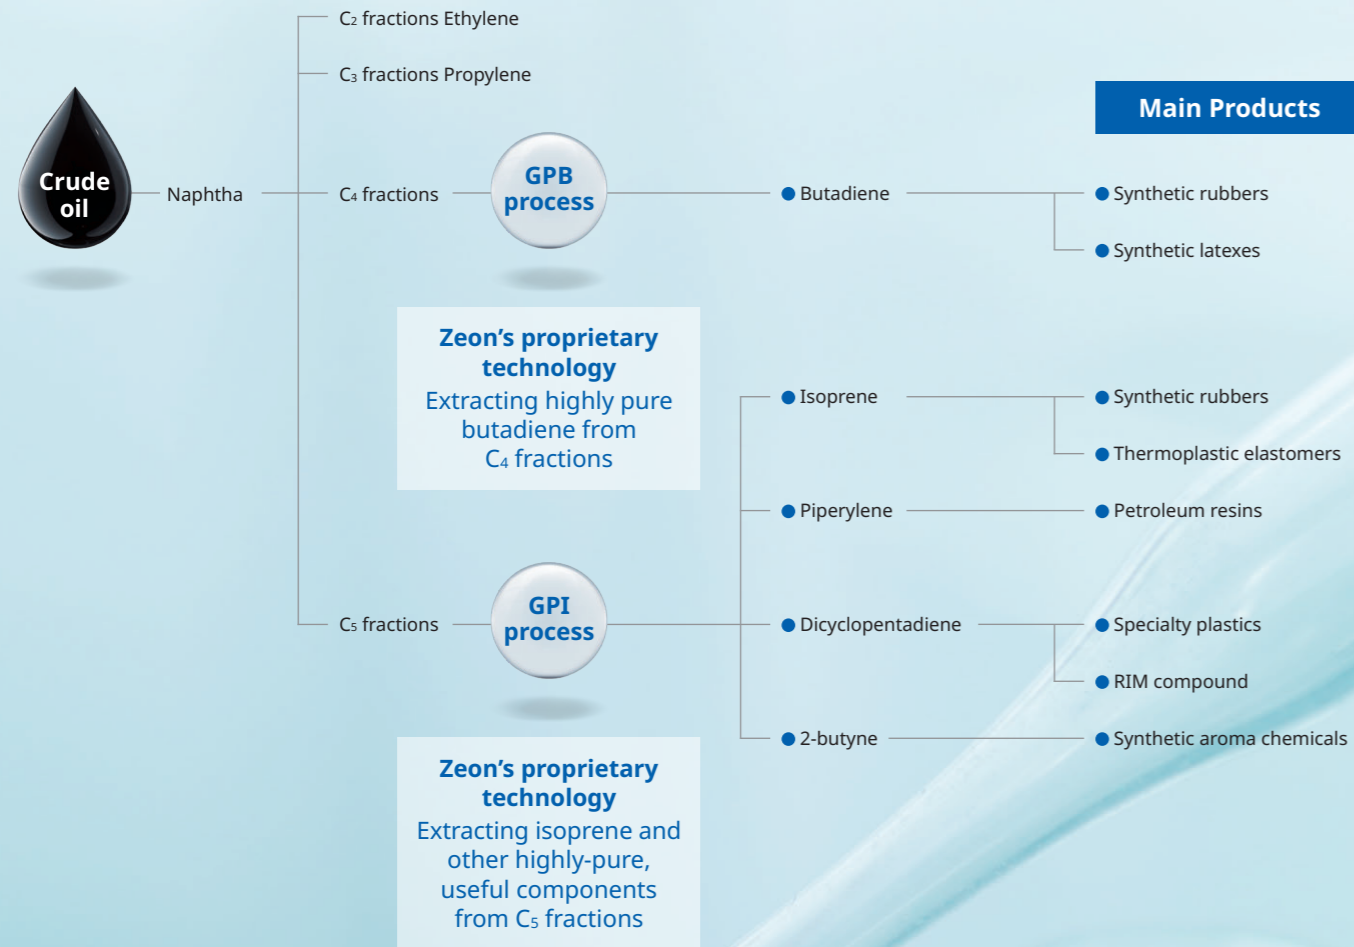 C₂ fractions Ethylene
C₃ fractions Propylene
Main Products
Crude
oil
Naphtha
C₄ fractions
GPB
process
Butadiene
Synthetic rubbers
Synthetic latexes
Zeon’s proprietary
technology
Extracting highly pure
butadiene from
C₄ fractions
Isoprene
Synthetic rubbers
Thermoplastic elastomers
Piperylene
Petroleum resins
C₅ fractions
GPI
process
Dicyclopentadiene
Specialty plastics
RIM compound
2-butyne
Synthetic aroma chemicals
Zeon’s proprietary
technology
Extracting isoprene and
other highly-pure,
useful components
from C₅ fractions